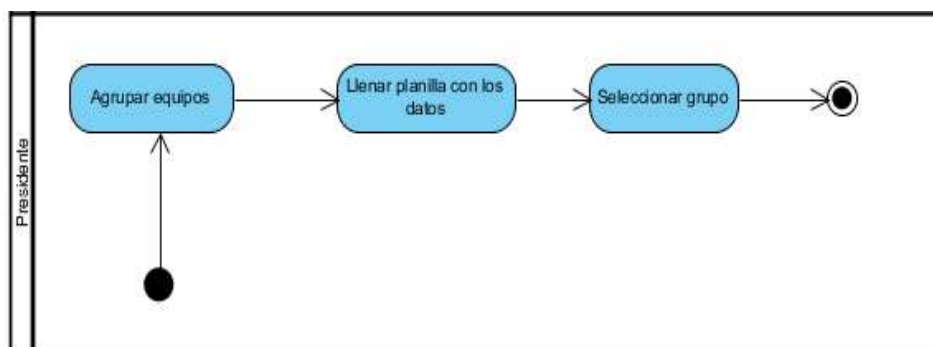 Presidente
Agrupar equipos
Llenar planilla con los
datos
Seleccionar grupo